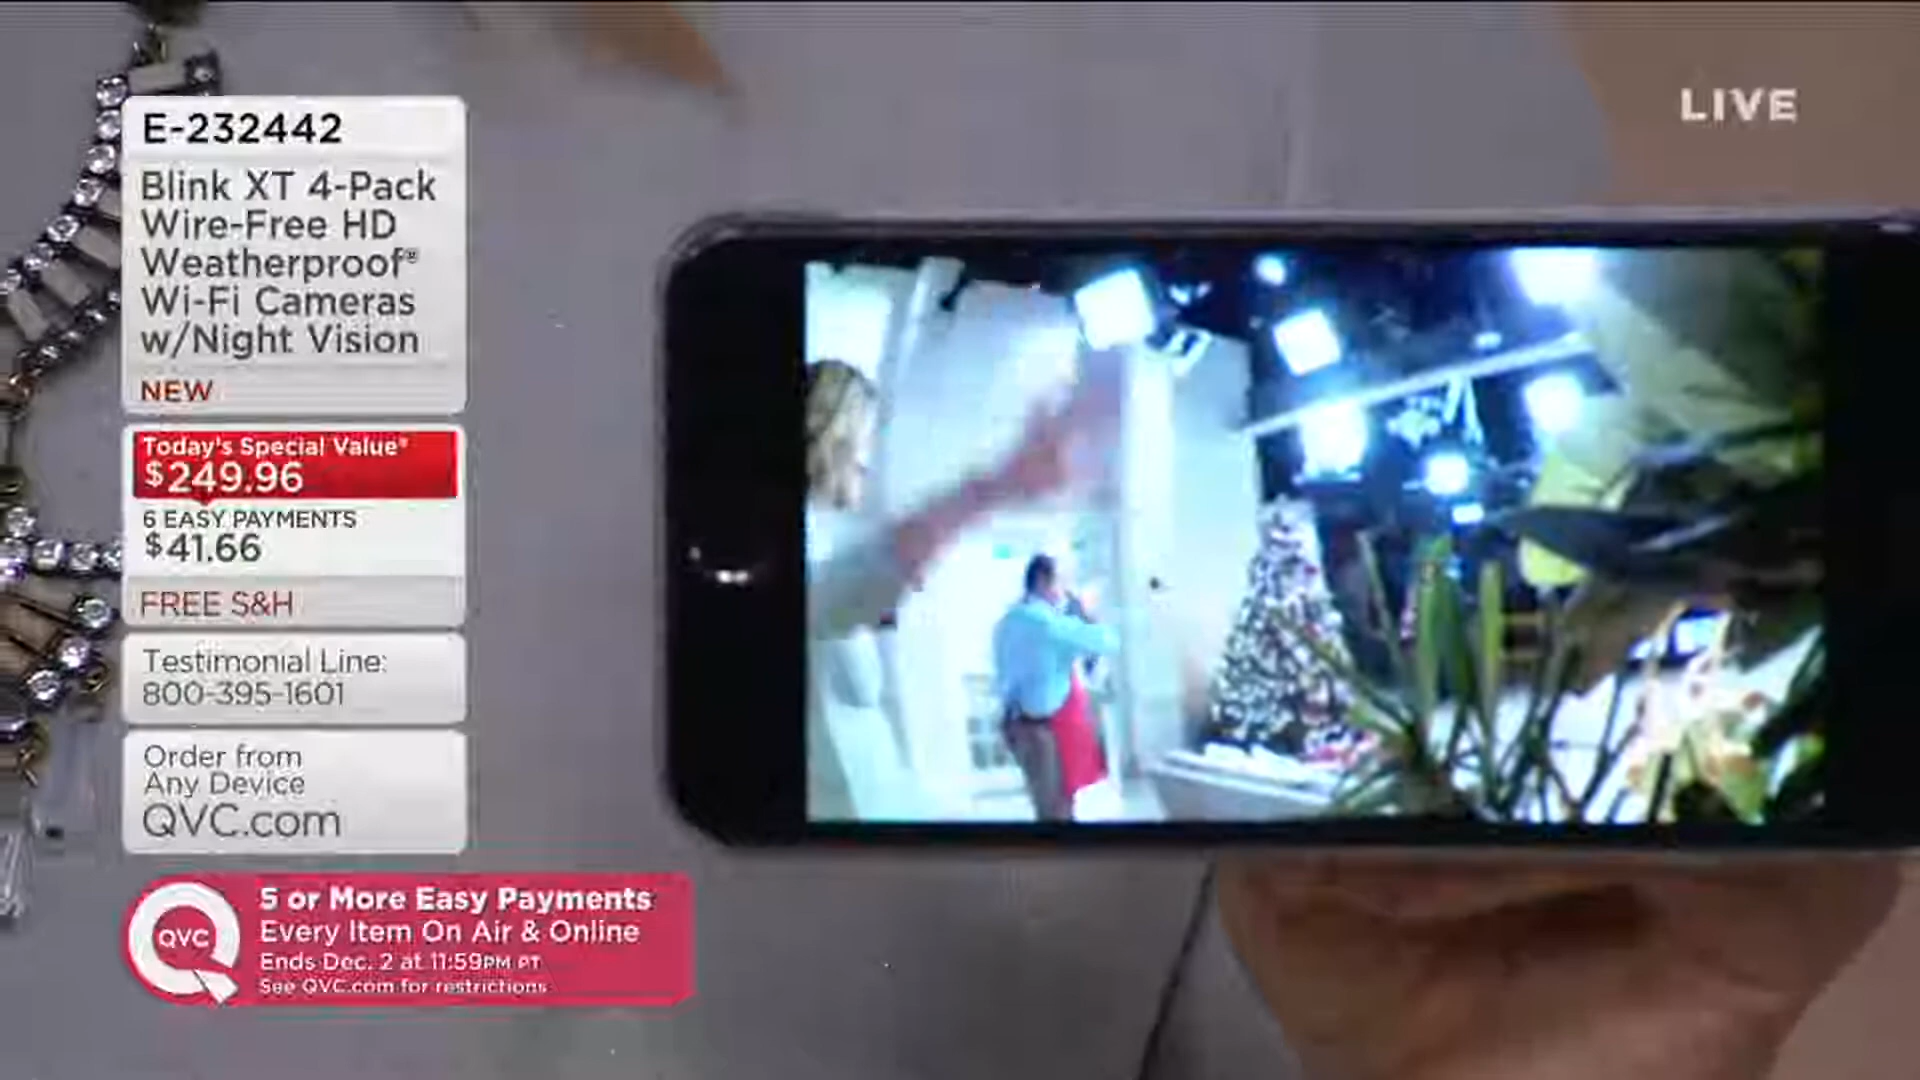 LIVE
E-232442
Blink XT 4-Pack
Wire-Free HD
Weatherproof®
Wi-Fi Cameras
w/Night Vision
NEW
Today's Special Value®
$249.96
6 EASY PAYMENTS
$41.66
FREE S&H
Testimonial Line:
800-395-1601
Order from
Any Device
QVC.com
QVC
5 or More Easy Payments
Every Item On Air & Online
Ends Dec. 2 at 11:59PM PT
See QVC.com for restrictions